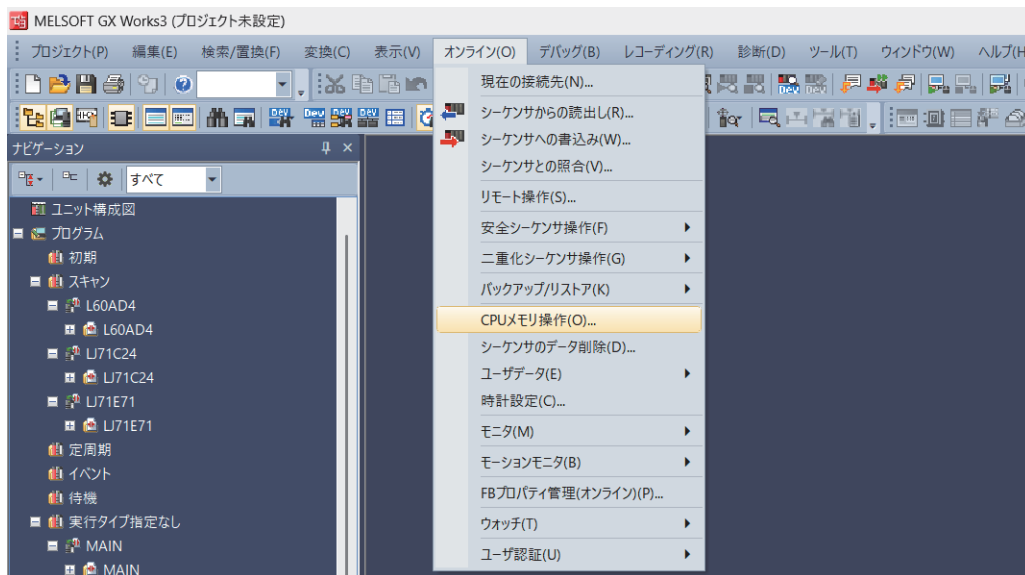 MELSOFT GX Works3 (プロジェクト未設定)
プロジェクト(P) 編集(E) 検索/置換(F) 変換(C) 表示(V) オンライン(O) デバッグ(B) レコーディング(R) 診断(D) ツール(T) ウィンドウ(W) ヘルプ(H
ナビゲーション
すべて
ユニット構成図
プログラム
初期
スキャン
L60AD4
L60AD4
LJ71C24
LJ71C24
LJ71E71
LJ71E71
定周期
イベント
待機
実行タイプ指定なし
MAIN
MAIN
現在の接続先(N)...
シーケンサからの読出し(R)...
シーケンサへの書込み(W)...
シーケンサとの照合(V)...
リモート操作(S)...
安全シーケンサ操作(F)
二重化シーケンサ操作(G)
バックアップ/リストア(K)
CPUメモリ操作(O)...
シーケンサのデータ削除(D)...
ユーザデータ(E)
時計設定(C)...
モニタ(M)
モーションモニタ(B)
FBプロパティ管理(オンライン)(P)...
ウォッチ(T)
ユーザ認証(U)